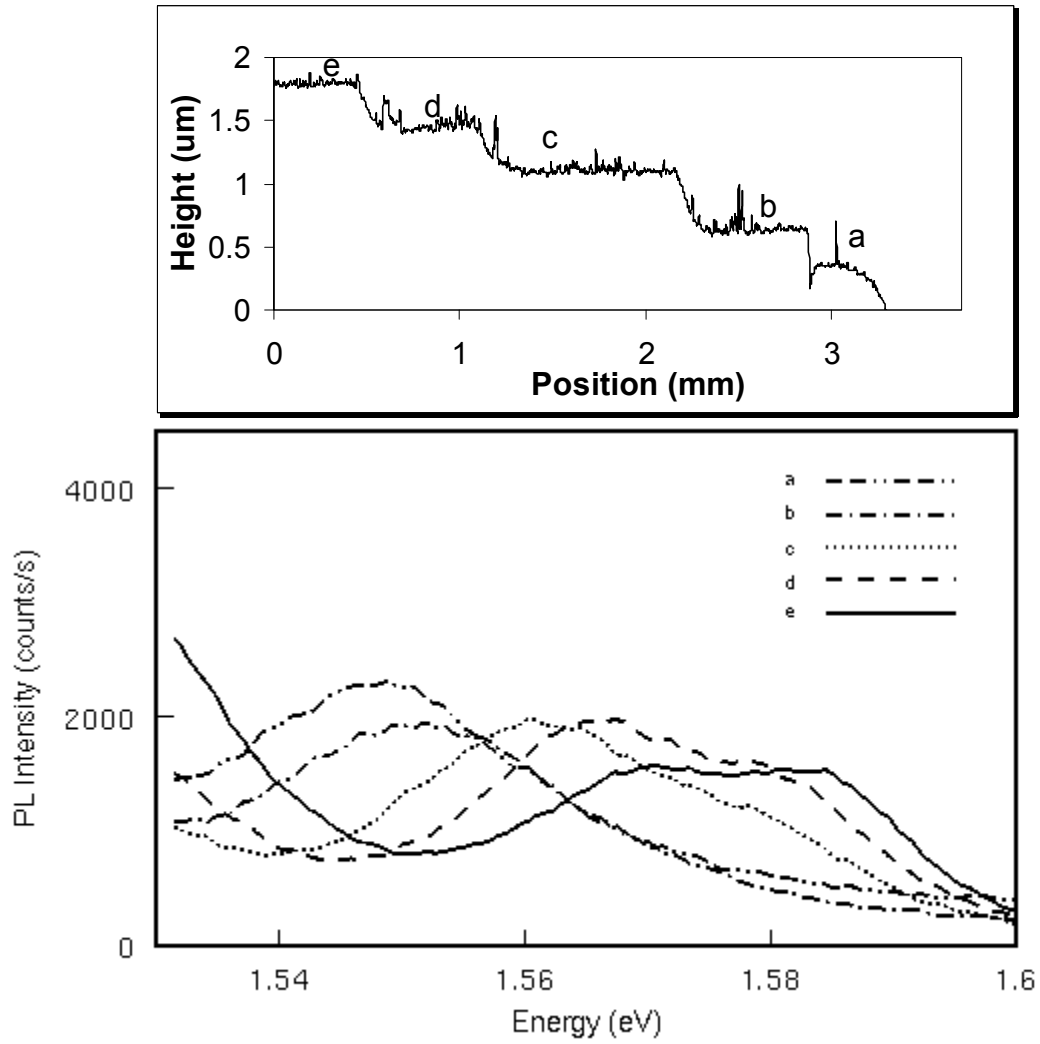 2
1.5
1
0.5
0
Height (um)
e
d
c
b
a
0 1 2 3
Position (mm)
4000
2000
0
PL Intensity (counts/s)
a
b
c
d
e
1.54 1.56 1.58 1.6
Energy (eV)